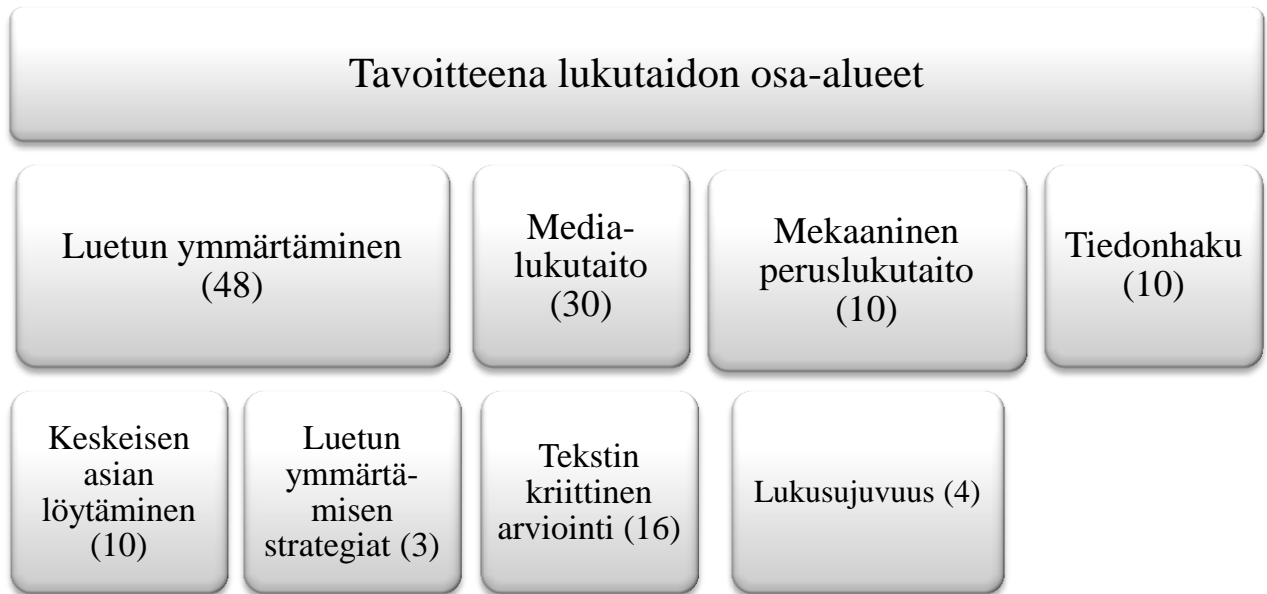 Tavoitteena lukutaidon osa-alueet
Luetun ymmärtäminen
(48)
Media-
lukutaito
(30)
Mekaaninen
peruslukutaito
(10)
Tiedonhaku
(10)
Keskeisen
asian
löytäminen
(10)
Luetun
ymmärtä-
misen
strategiat (3)
Tekstin
kriittinen
arviointi (16)
Lukusujuvuus (4)